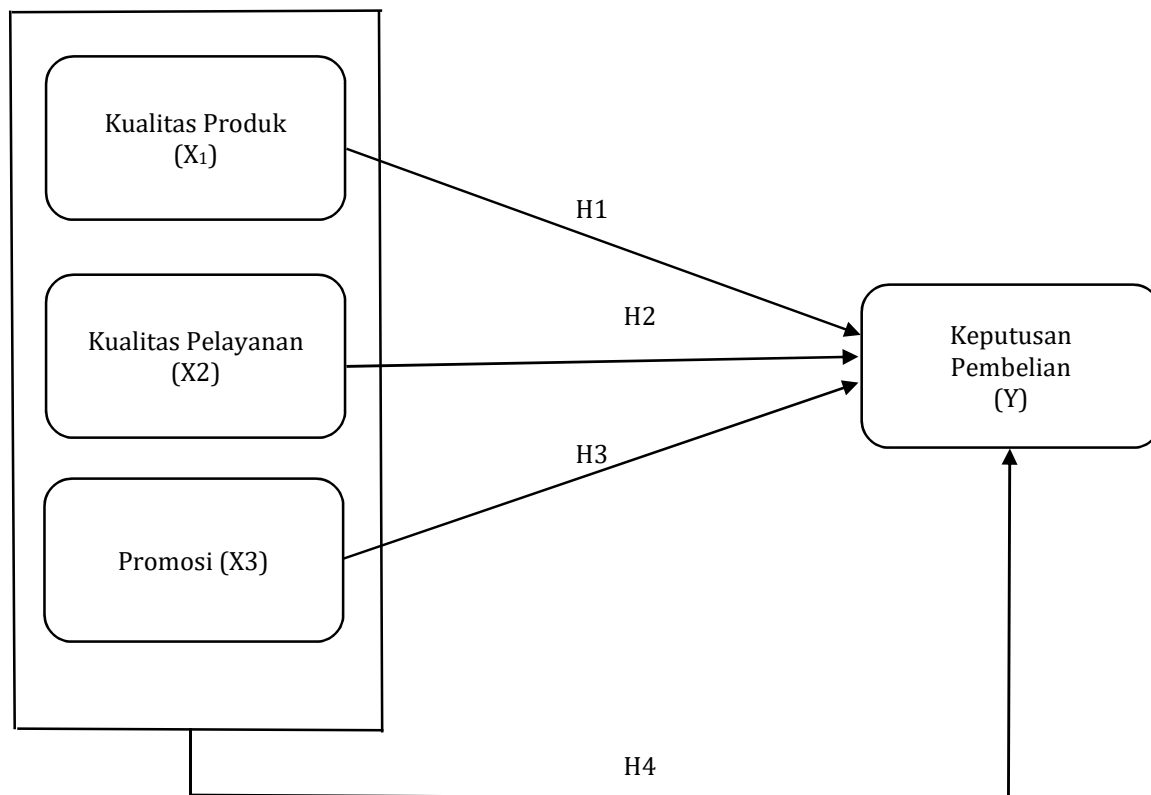 Kualitas Produk
(X₁)
H1
Kualitas Pelayanan
(X2)
H2
Keputusan
Pembelian
(Y)
H3
Promosi (X3)
H4